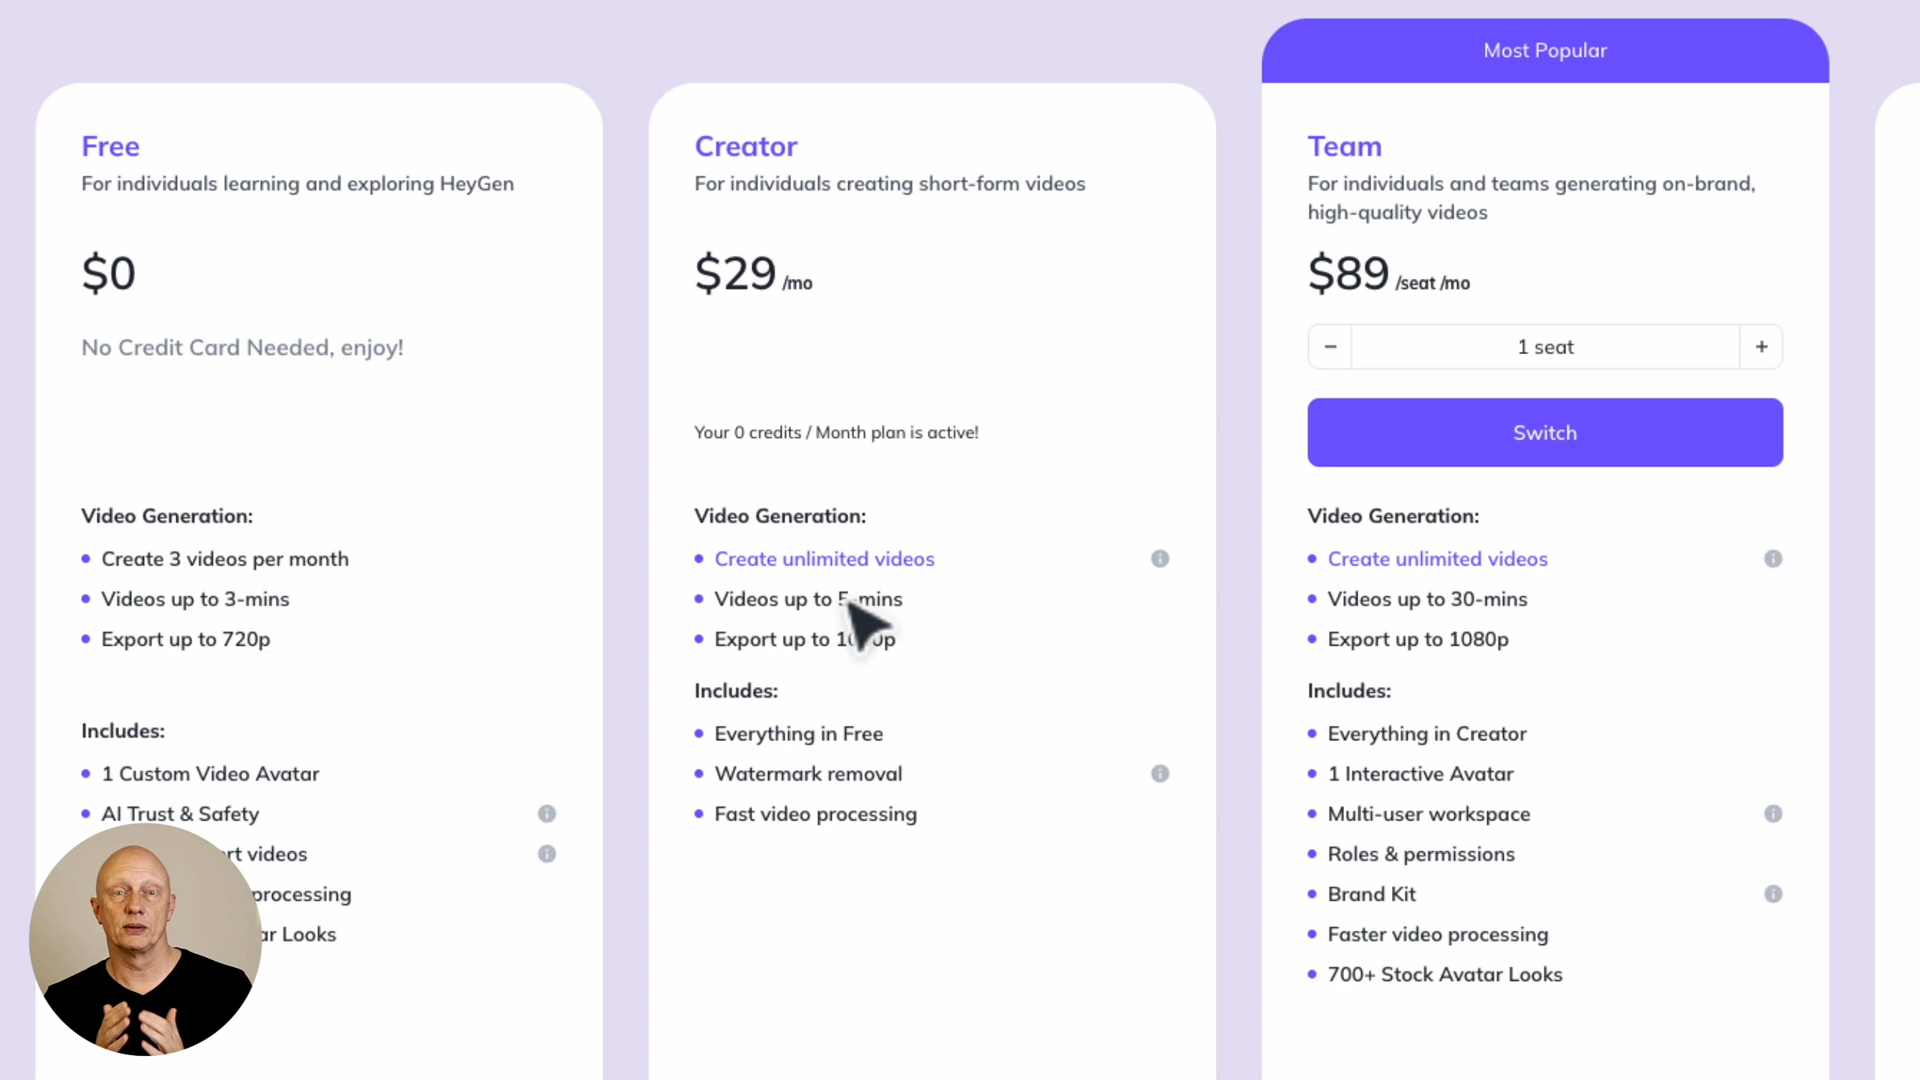 Most Popular
Free
For individuals learning and exploring HeyGen
$0
No Credit Card Needed, enjoy!
Video Generation:
Create 3 videos per month
Videos up to 3-mins
Export up to 720p
Includes:
1 Custom Video Avatar
AI Trust & Safety
videos
processing
Looks
Creator
For individuals creating short-form videos
$29 /mo
Your 0 credits / Month plan is active!
Video Generation:
Create unlimited videos
Videos up to 5-mins
Export up to
Includes:
Everything in Free
Watermark removal
Fast video processing
Team
For individuals and teams generating on-brand,
high-quality videos
$89 /seat /mo
− 1 seat +
Switch
Video Generation:
Create unlimited videos
Videos up to 30-mins
Export up to 1080p
Includes:
Everything in Creator
1 Interactive Avatar
Multi-user workspace
Roles & permissions
Brand Kit
Faster video processing
700+ Stock Avatar Looks